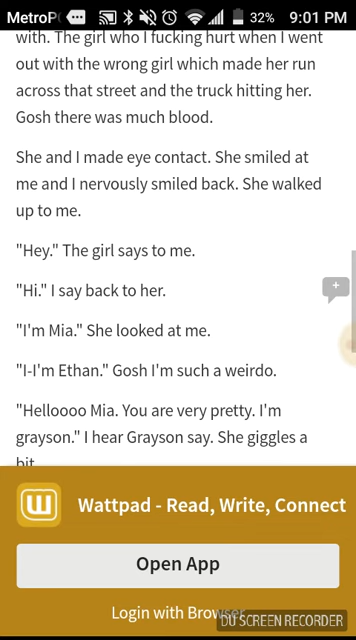 MetroP 32% 9:01 PM
with. The girl who I fucking hurt when I went
out with the wrong girl which made her run
across that street and the truck hitting her.
Gosh there was much blood.
She and I made eye contact. She smiled at
me and I nervously smiled back. She walked
up to me.
"Hey." The girl says to me.
"Hi." I say back to her.
"I'm Mia." She looked at me.
"I-I'm Ethan." Gosh I'm such a weirdo.
"Helloooo Mia. You are very pretty. I'm
grayson." I hear Grayson say. She giggles a
bit
Wattpad - Read, Write, Connect
Open App
Login with Browser
DU SCREEN RECORDER